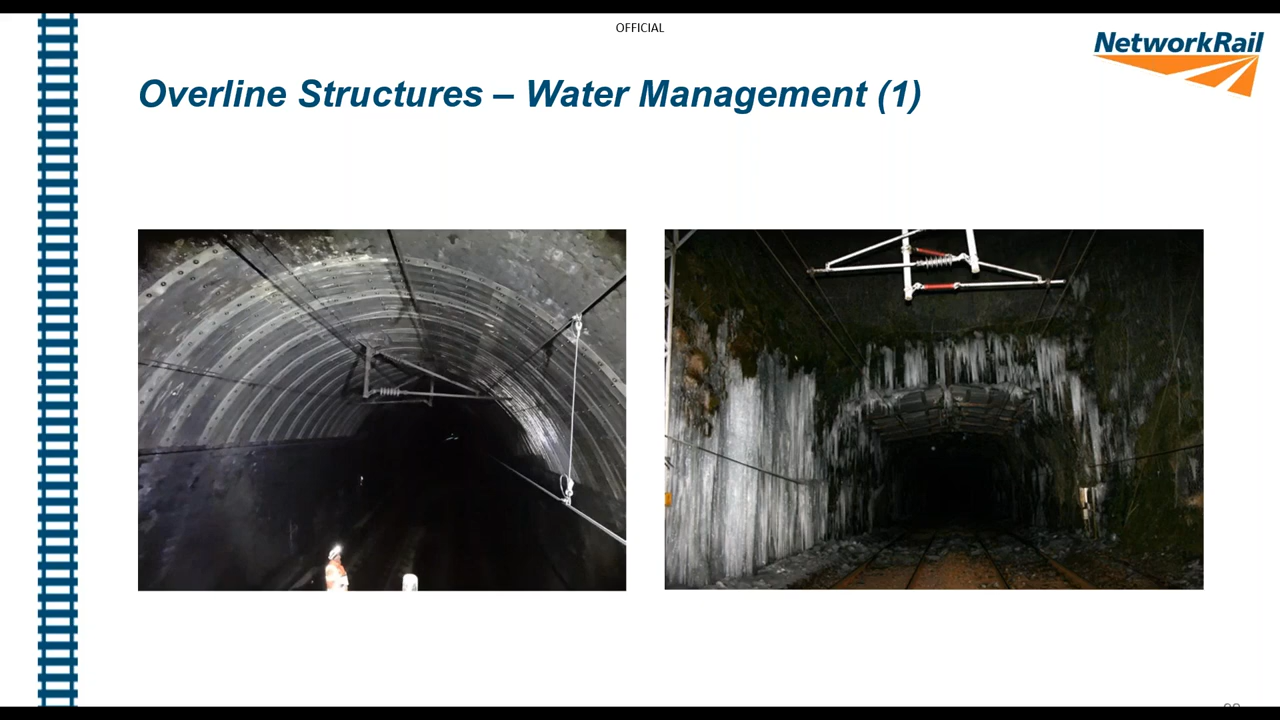 OFFICIAL
NetworkRail
Overline Structures – Water Management (1)